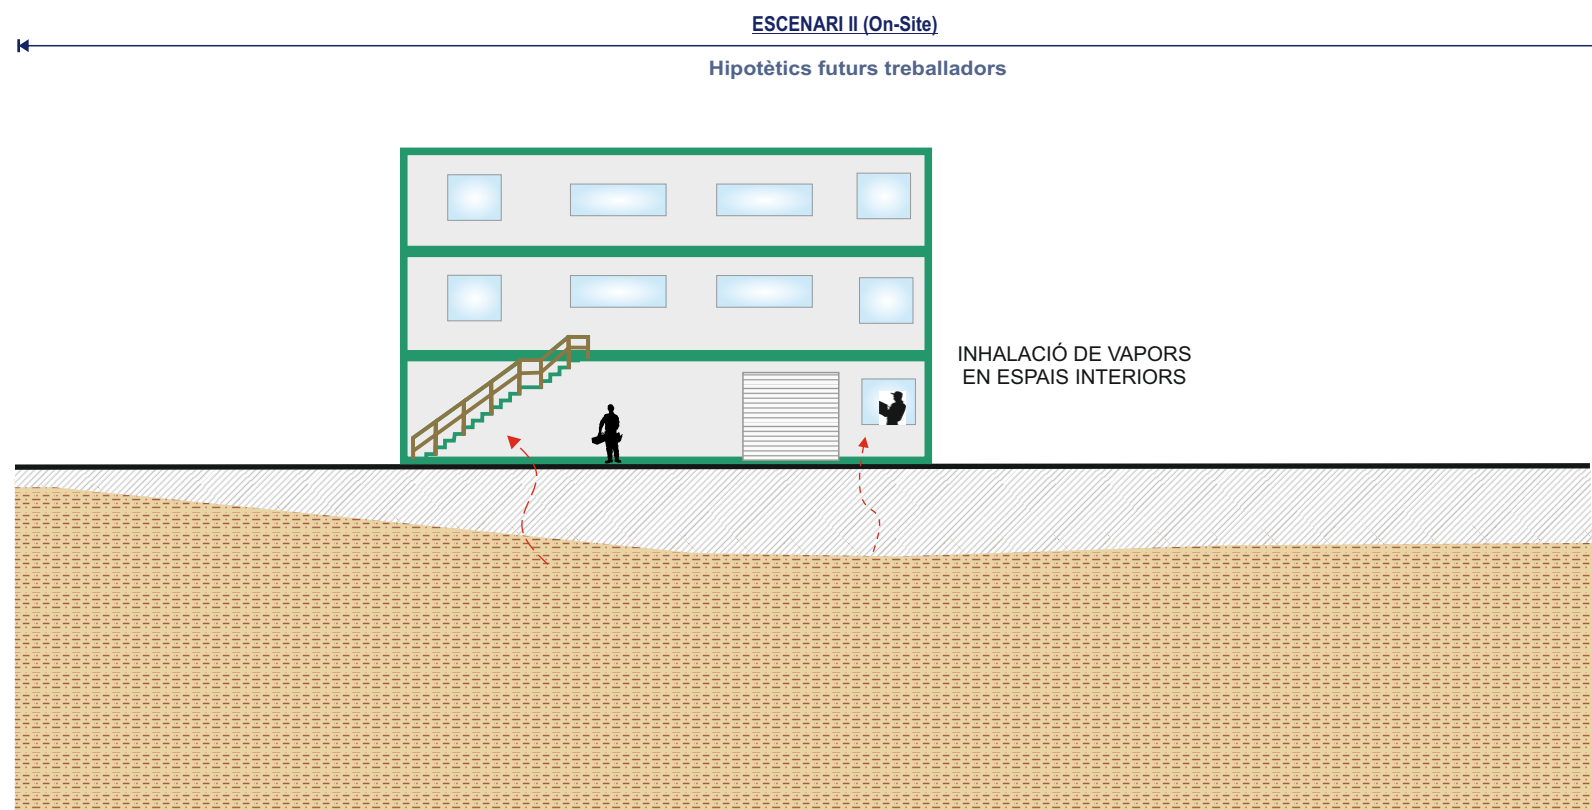 ESCENARI II (On-Site)
Hipotètics futurs treballadors
INHALACIÓ DE VAPORS
EN ESPAIS INTERIORS